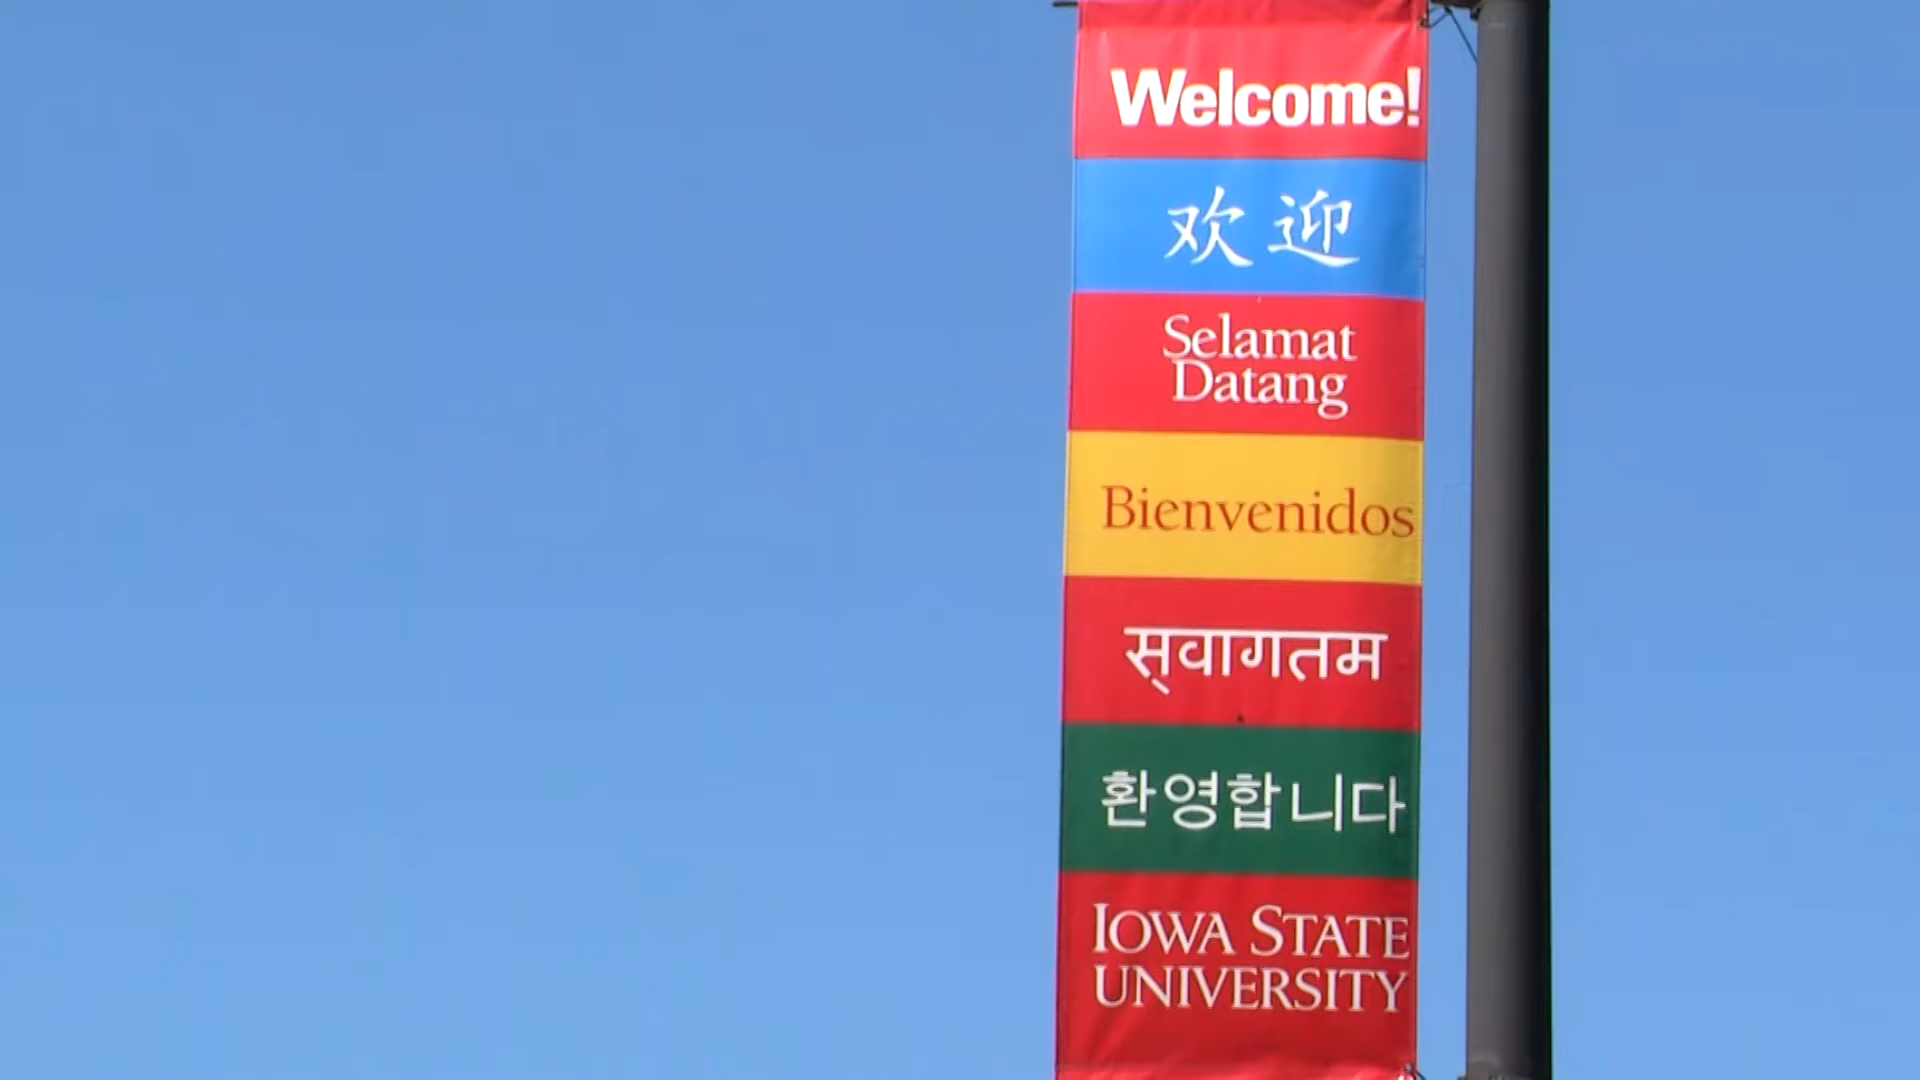 Welcome!
欢迎
Selamat
Datang
Bienvenidos
स्‌वागतम
환영합니다
IOWA STATE
UNIVERSITY